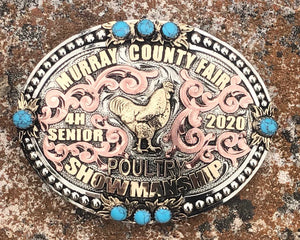 MURRAY COUNTY FAIR
4H
SENIOR
2020
POULTRY
SHOWMANSHIP